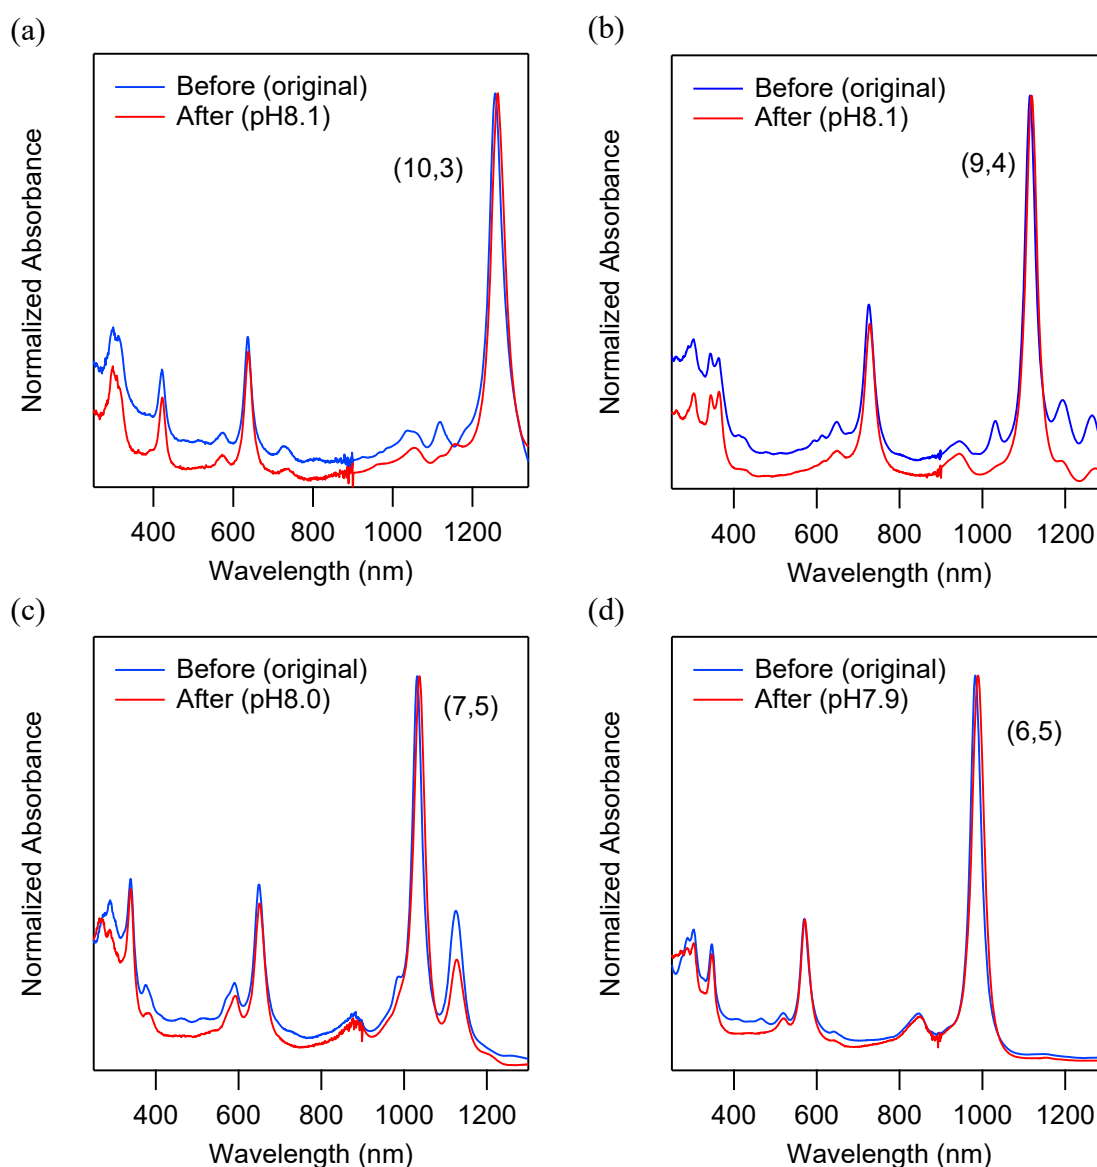 (a)
Before (original)
After (pH8.1)
(10,3)
Normalized Absorbance
400 600 800 1000 1200
Wavelength (nm)
(b)
Before (original)
After (pH8.1)
(9,4)
Normalized Absorbance
400 600 800 1000 1200
Wavelength (nm)
(c)
Before (original)
After (pH8.0)
(7,5)
Normalized Absorbance
400 600 800 1000 1200
Wavelength (nm)
(d)
Before (original)
After (pH7.9)
(6,5)
Normalized Absorbance
400 600 800 1000 1200
Wavelength (nm)